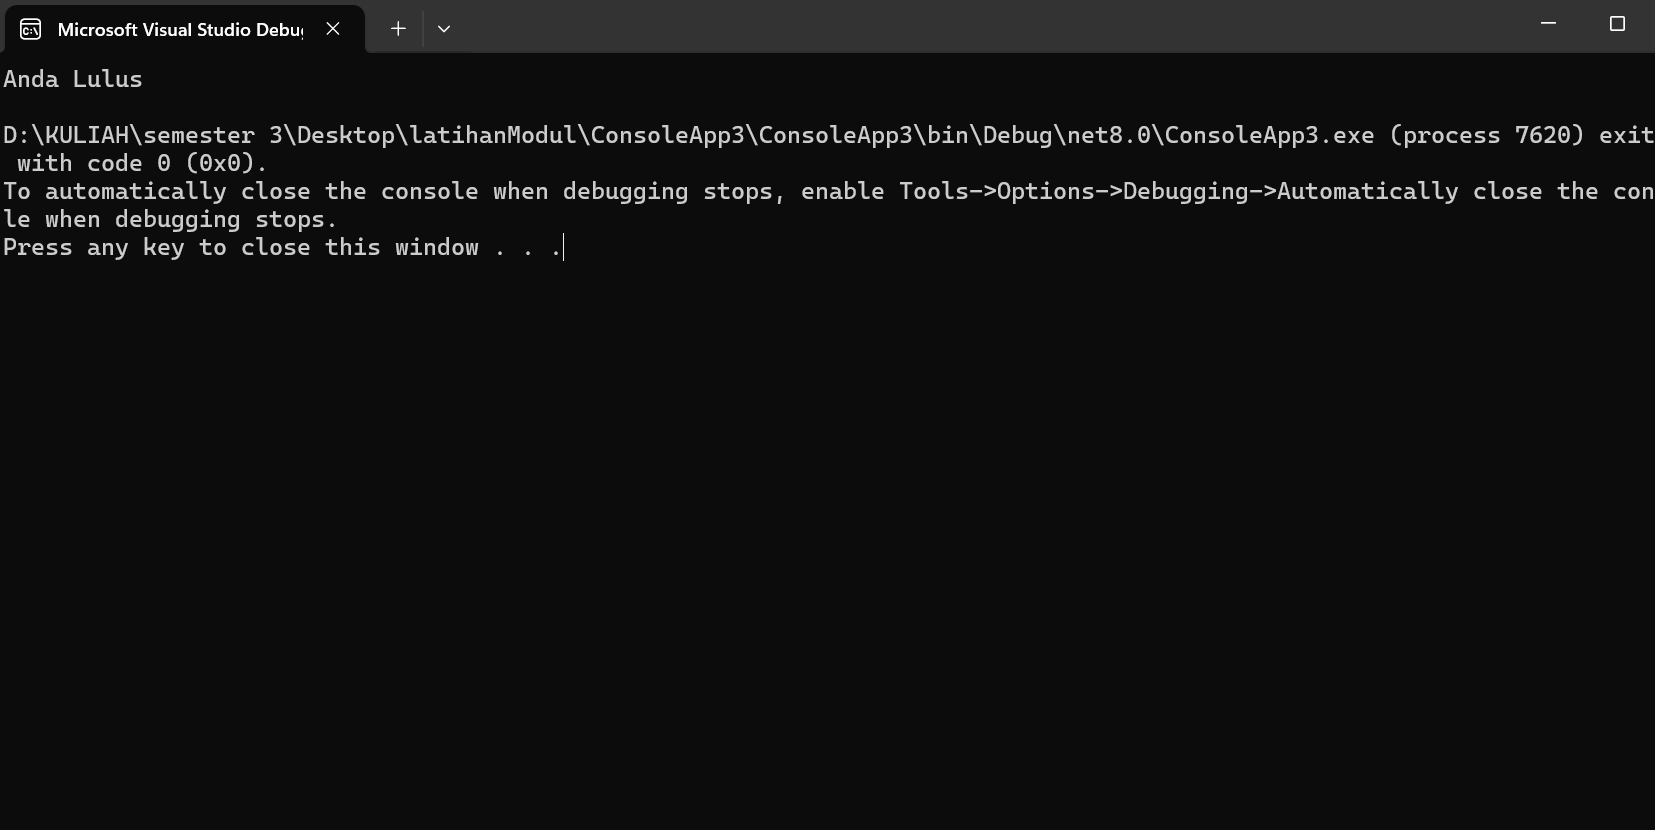 Microsoft Visual Studio Debu
Anda Lulus
D:\KULIAH\semester 3\Desktop\latihanModul\ConsoleApp3\ConsoleApp3\bin\Debug\net8.0\ConsoleApp3.exe (process 7620) exit
with code 0 (0x0).
To automatically close the console when debugging stops, enable Tools->Options->Debugging->Automatically close the con
le when debugging stops.
Press any key to close this window . . .